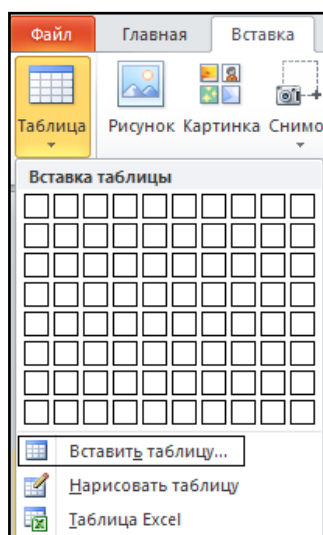 Файл Главная Вставка
Таблица Рисунок Картинка Снимо
Вставка таблицы
Вставить таблицу...
Нарисовать таблицу
Таблица Excel